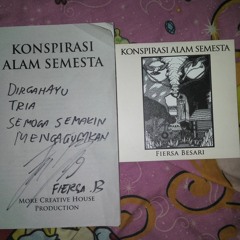 KONSPIRASI
ALAM SEMESTA
DIRGAHAYU
TRIA
SEMOGA SEMAKIN
MENGAGUMKAN
FIERSA .B
MORE CREATIVE HOUSE
PRODUCTION
KONSPIRASI ALAM SEMESTA
FIERSA BESARI